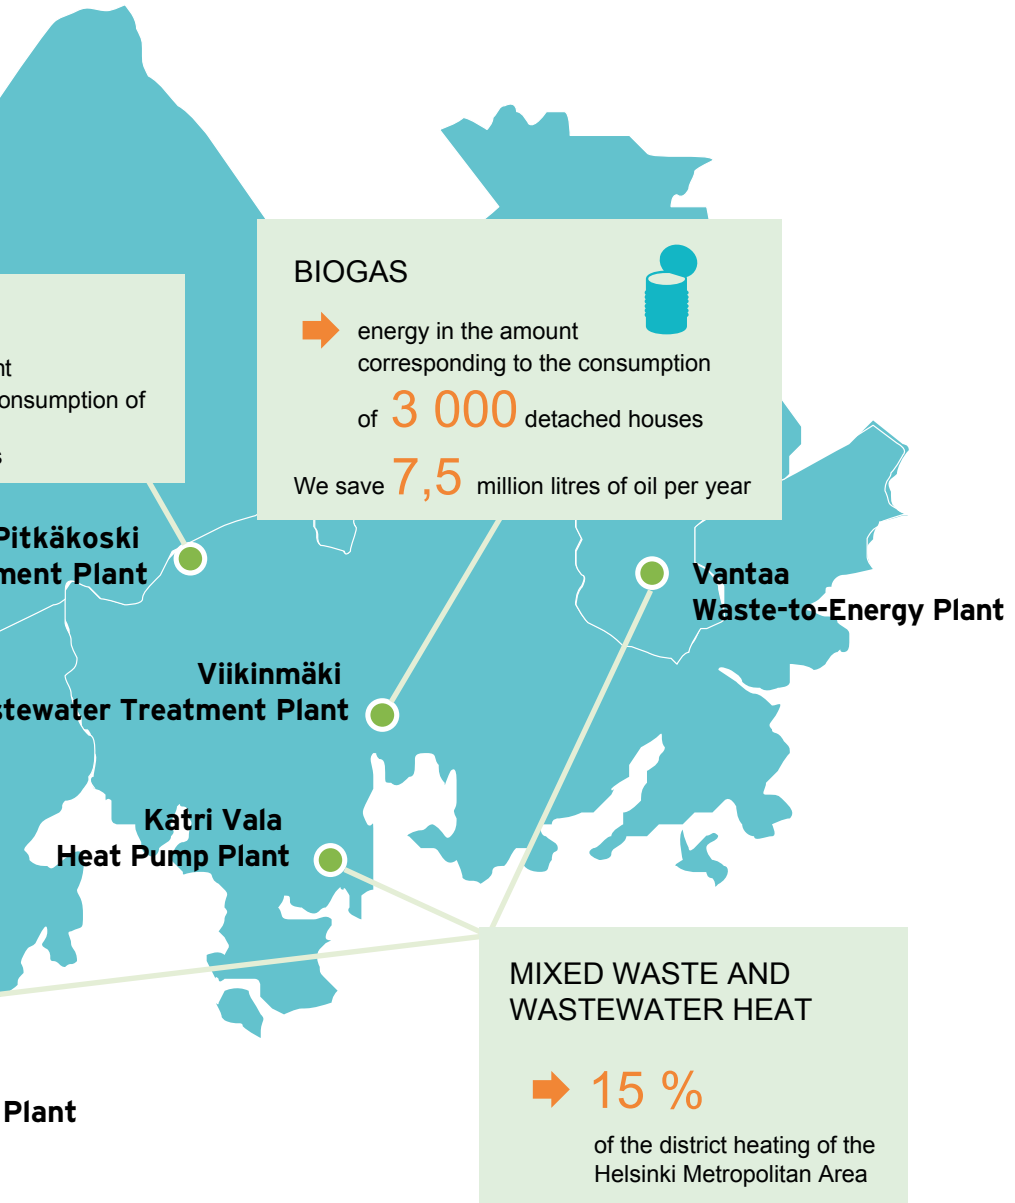 BIOGAS
energy in the amount
corresponding to the consumption
of 3 000 detached houses
We save 7,5 million litres of oil per year
nt
onsumption of
s
Pitkäkoski
ment Plant
Vantaa
Waste-to-Energy Plant
Viikinmäki
stewater Treatment Plant
Katri Vala
Heat Pump Plant
MIXED WASTE AND
WASTEWATER HEAT
15 %
of the district heating of the
Helsinki Metropolitan Area
Plant